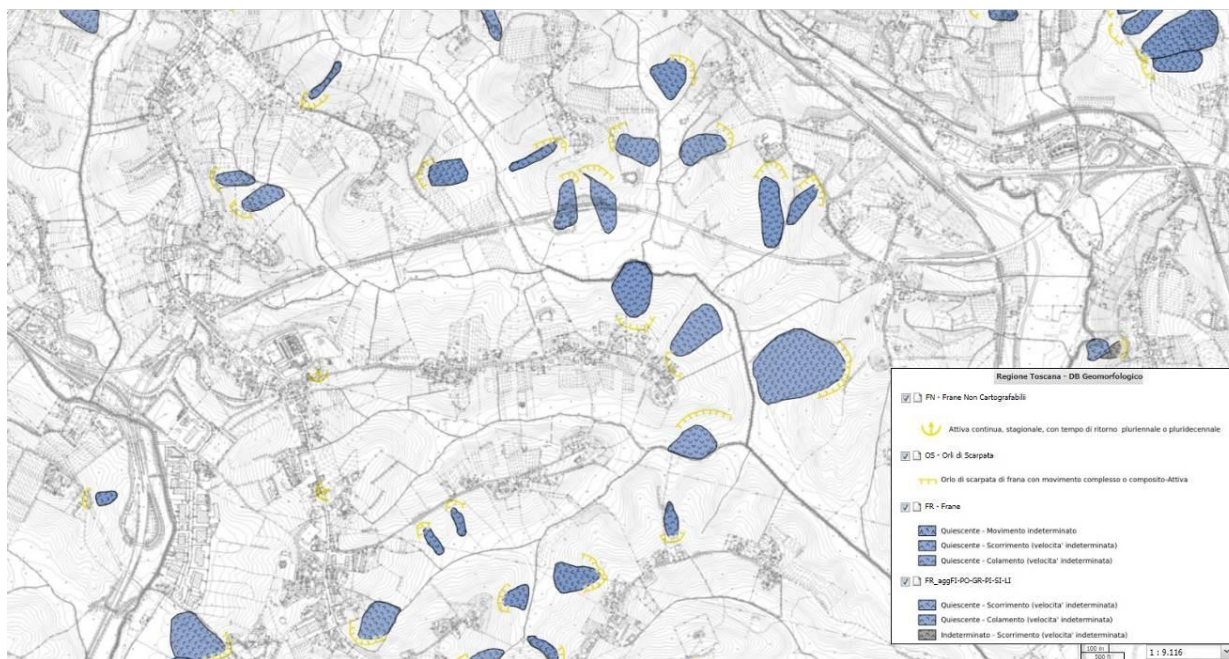 Regione Toscana - DB Geomorfologico
FN - Frane Non Cartografabili
Attiva continua, stagionale, con tempo di ritorno pluriennale o pluridecennale
OS - Orli di Scarpata
Orlo di scarpata di frana con movimento complesso o composito-Attiva
FR - Frane
Quiescente - Movimento indeterminato
Quiescente - Scorrimento (velocita' indeterminata)
Quiescente - Colamento (velocita' indeterminata)
FR_aggFI-PO-GR-PI-SI-LI
Quiescente - Scorrimento (velocita' indeterminata)
Quiescente - Colamento (velocita' indeterminata)
Indeterminato - Scorrimento (velocita' indeterminata)
100 m
500 ft
1 : 9.116